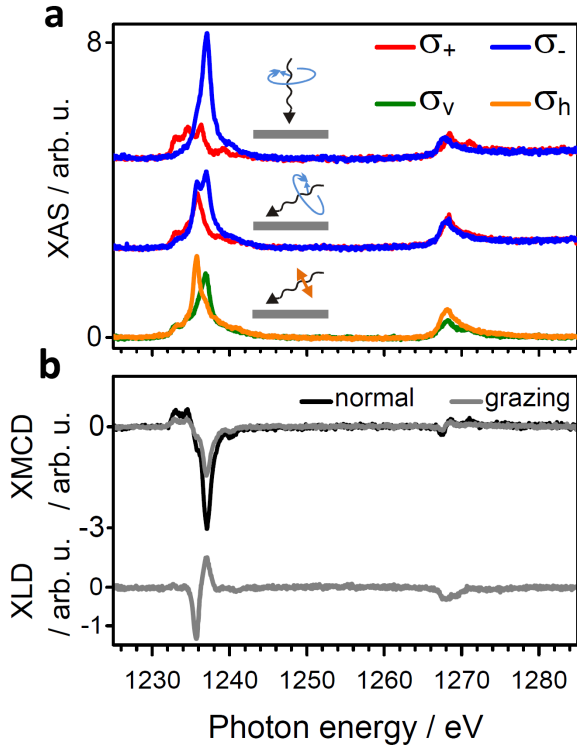 a
8
σ+ σ-
σv σh
XAS / arb. u.
0
b
normal grazing
0
XMCD
/ arb. u.
-3
0
XLD
/ arb. u.
-1
1230 1240 1250 1260 1270 1280
Photon energy / eV